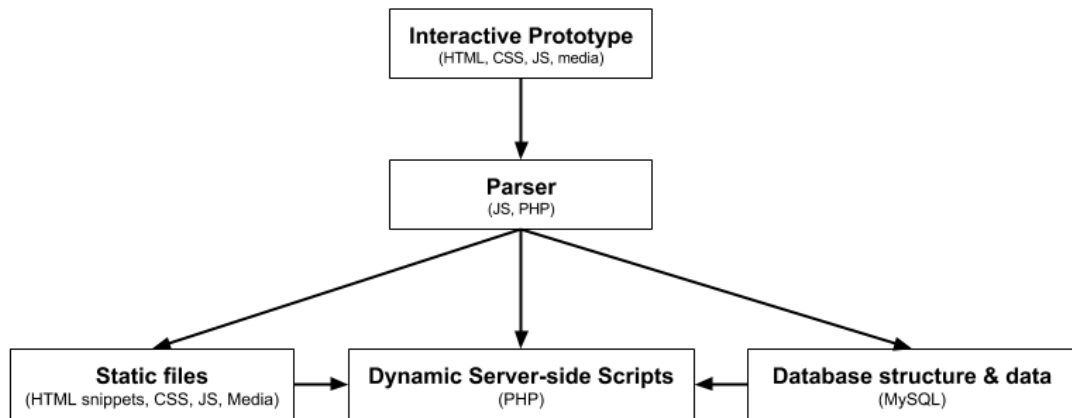 Interactive Prototype
(HTML, CSS, JS, media)
Parser
(JS, PHP)
Static files
(HTML snippets, CSS, JS, Media)
Dynamic Server-side Scripts
(PHP)
Database structure & data
(MySQL)